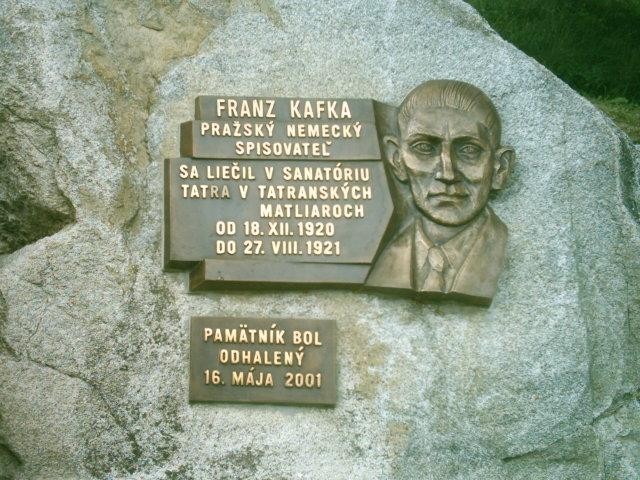 FRANZ KAFKA
PRAŽSKÝ NEMECKÝ
SPISOVATEĽ
SA LIEČIL V SANATÓRIU
TATRA V TATRANSKÝCH
MATLIAROCH
OD 18. XII. 1920
DO 27. VIII. 1921
PAMÄTNÍK BOL
ODHALENÝ
16. MÁJA 2001